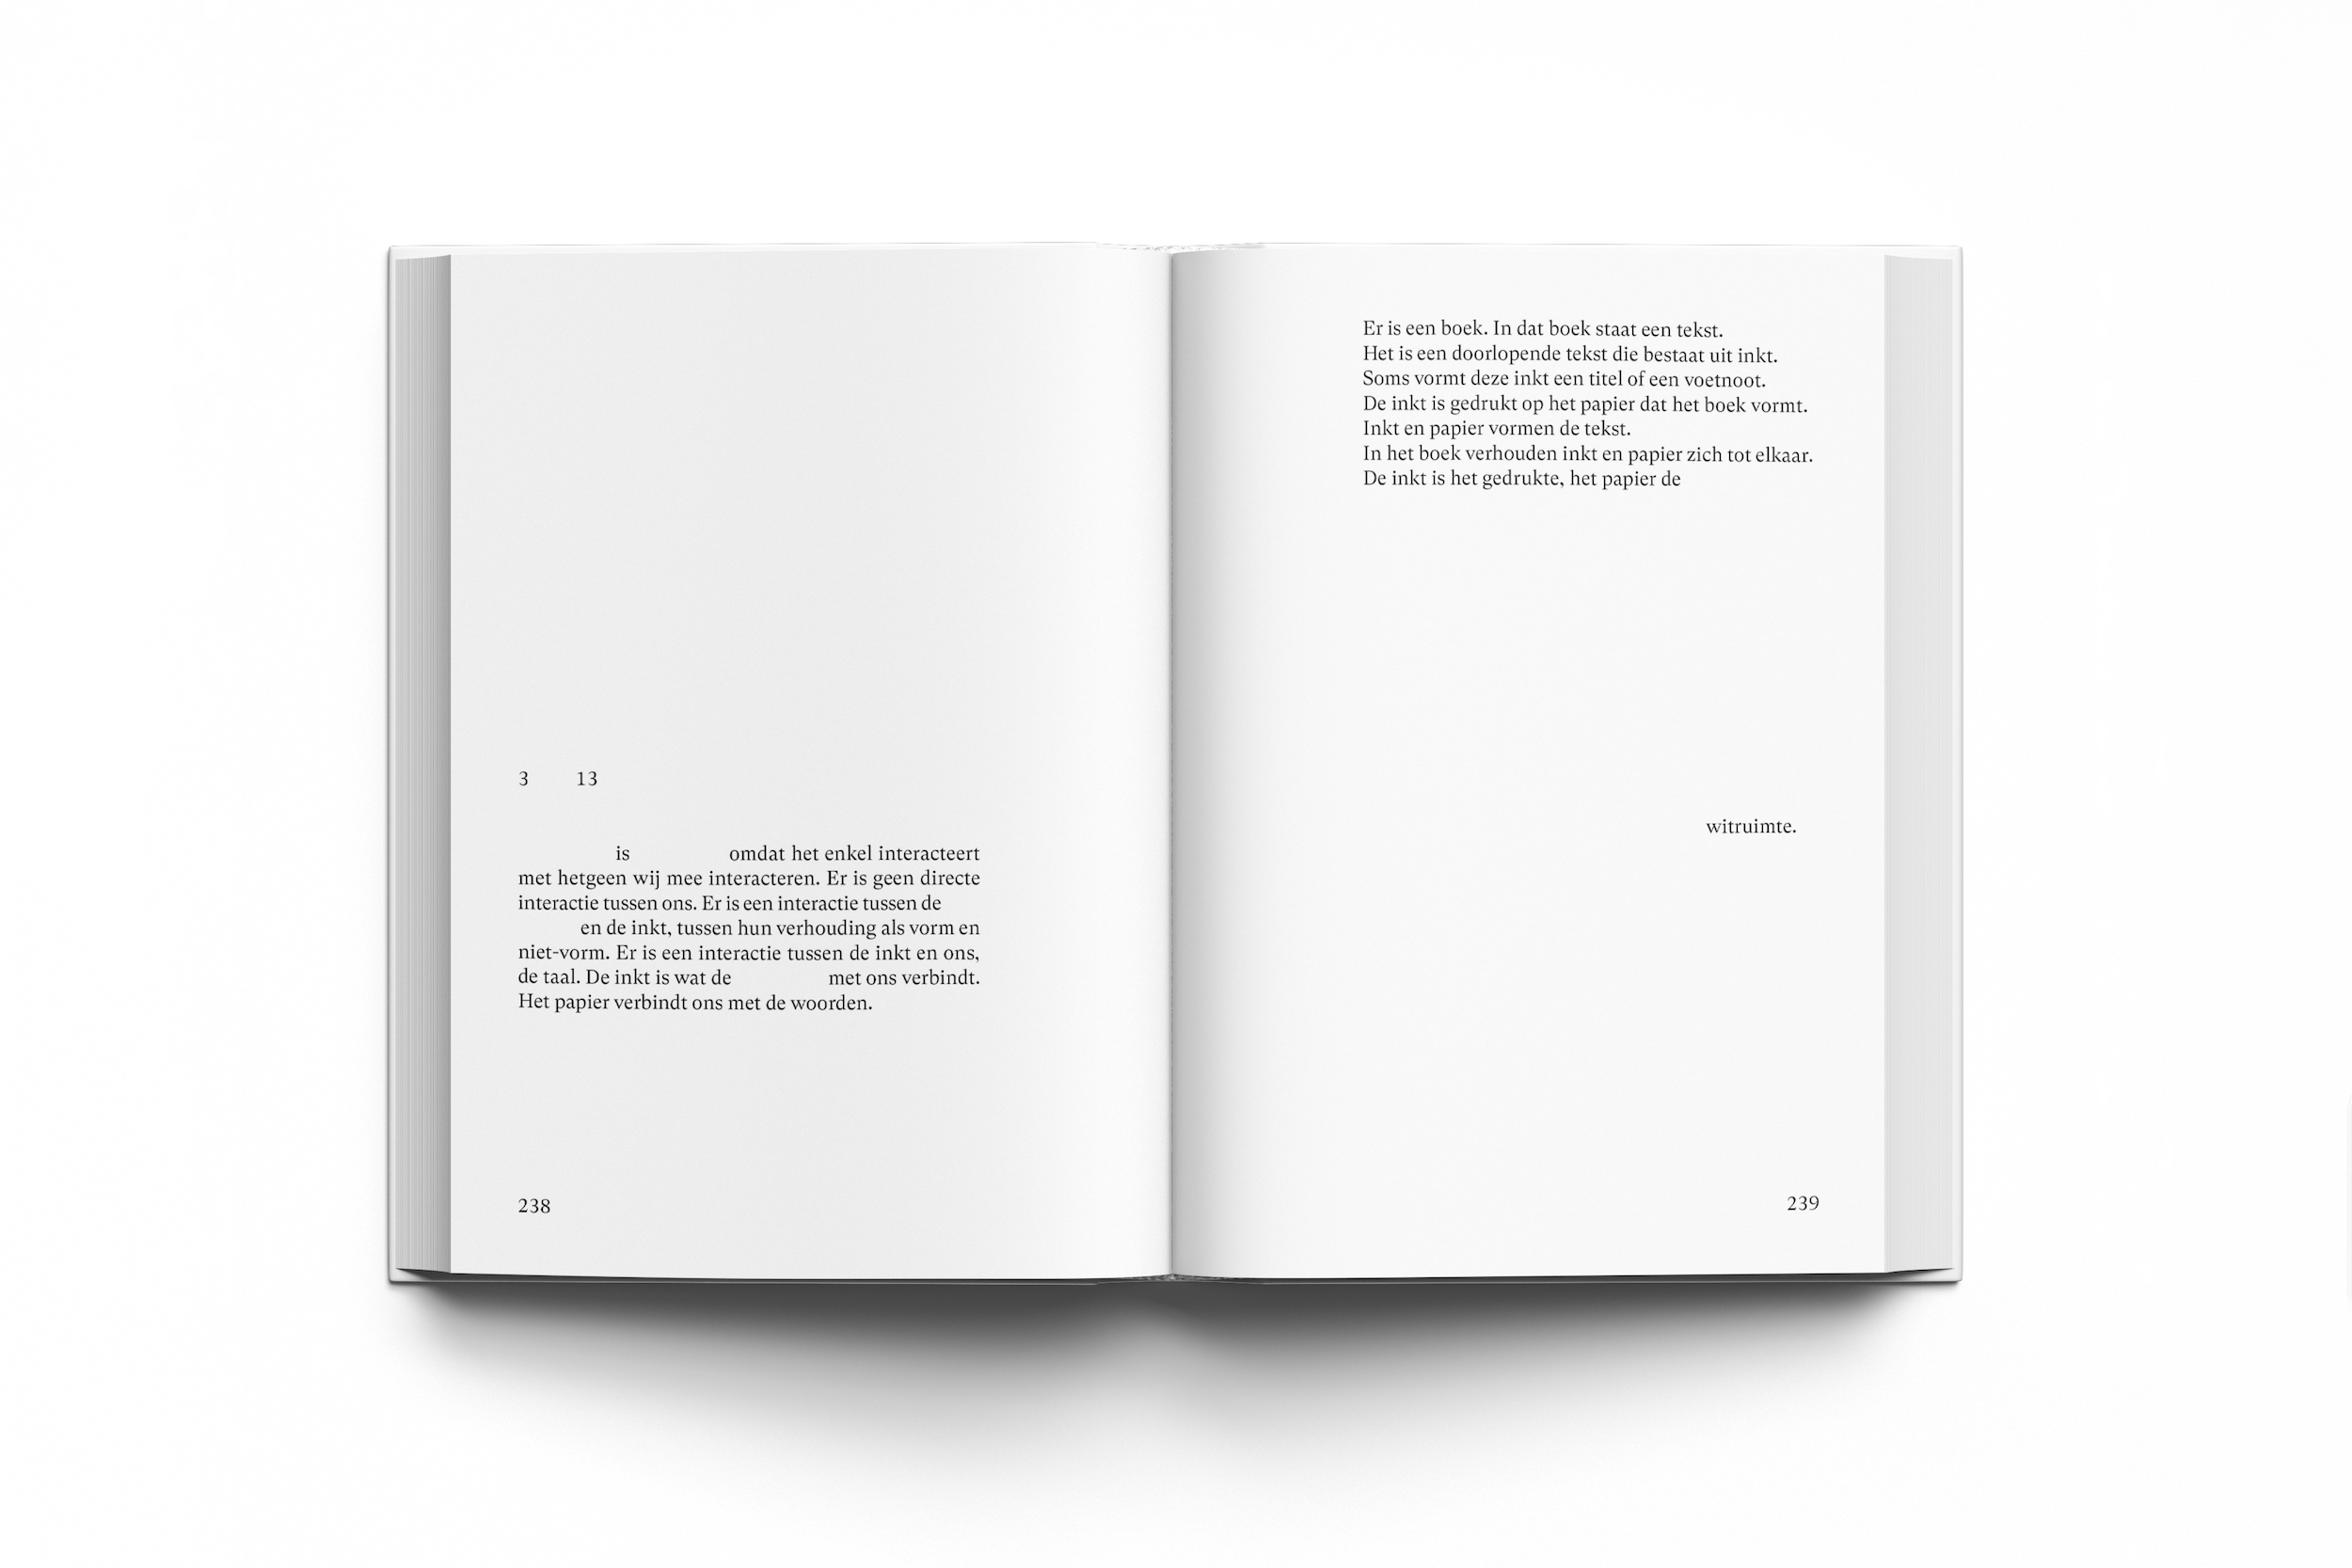 3 13
is omdat het enkel interacteert
met hetgeen wij mee interacteren. Er is geen directe
interactie tussen ons. Er is een interactie tussen de
en de inkt, tussen hun verhouding als vorm en
niet-vorm. Er is een interactie tussen de inkt en ons,
de taal. De inkt is wat de met ons verbindt.
Het papier verbindt ons met de woorden.
238
Er is een boek. In dat boek staat een tekst.
Het is een doorlopende tekst die bestaat uit inkt.
Soms vormt deze inkt een titel of een voetnoot.
De inkt is gedrukt op het papier dat het boek vormt.
Inkt en papier vormen de tekst.
In het boek verhouden inkt en papier zich tot elkaar.
De inkt is het gedrukte, het papier de
witruimte.
239